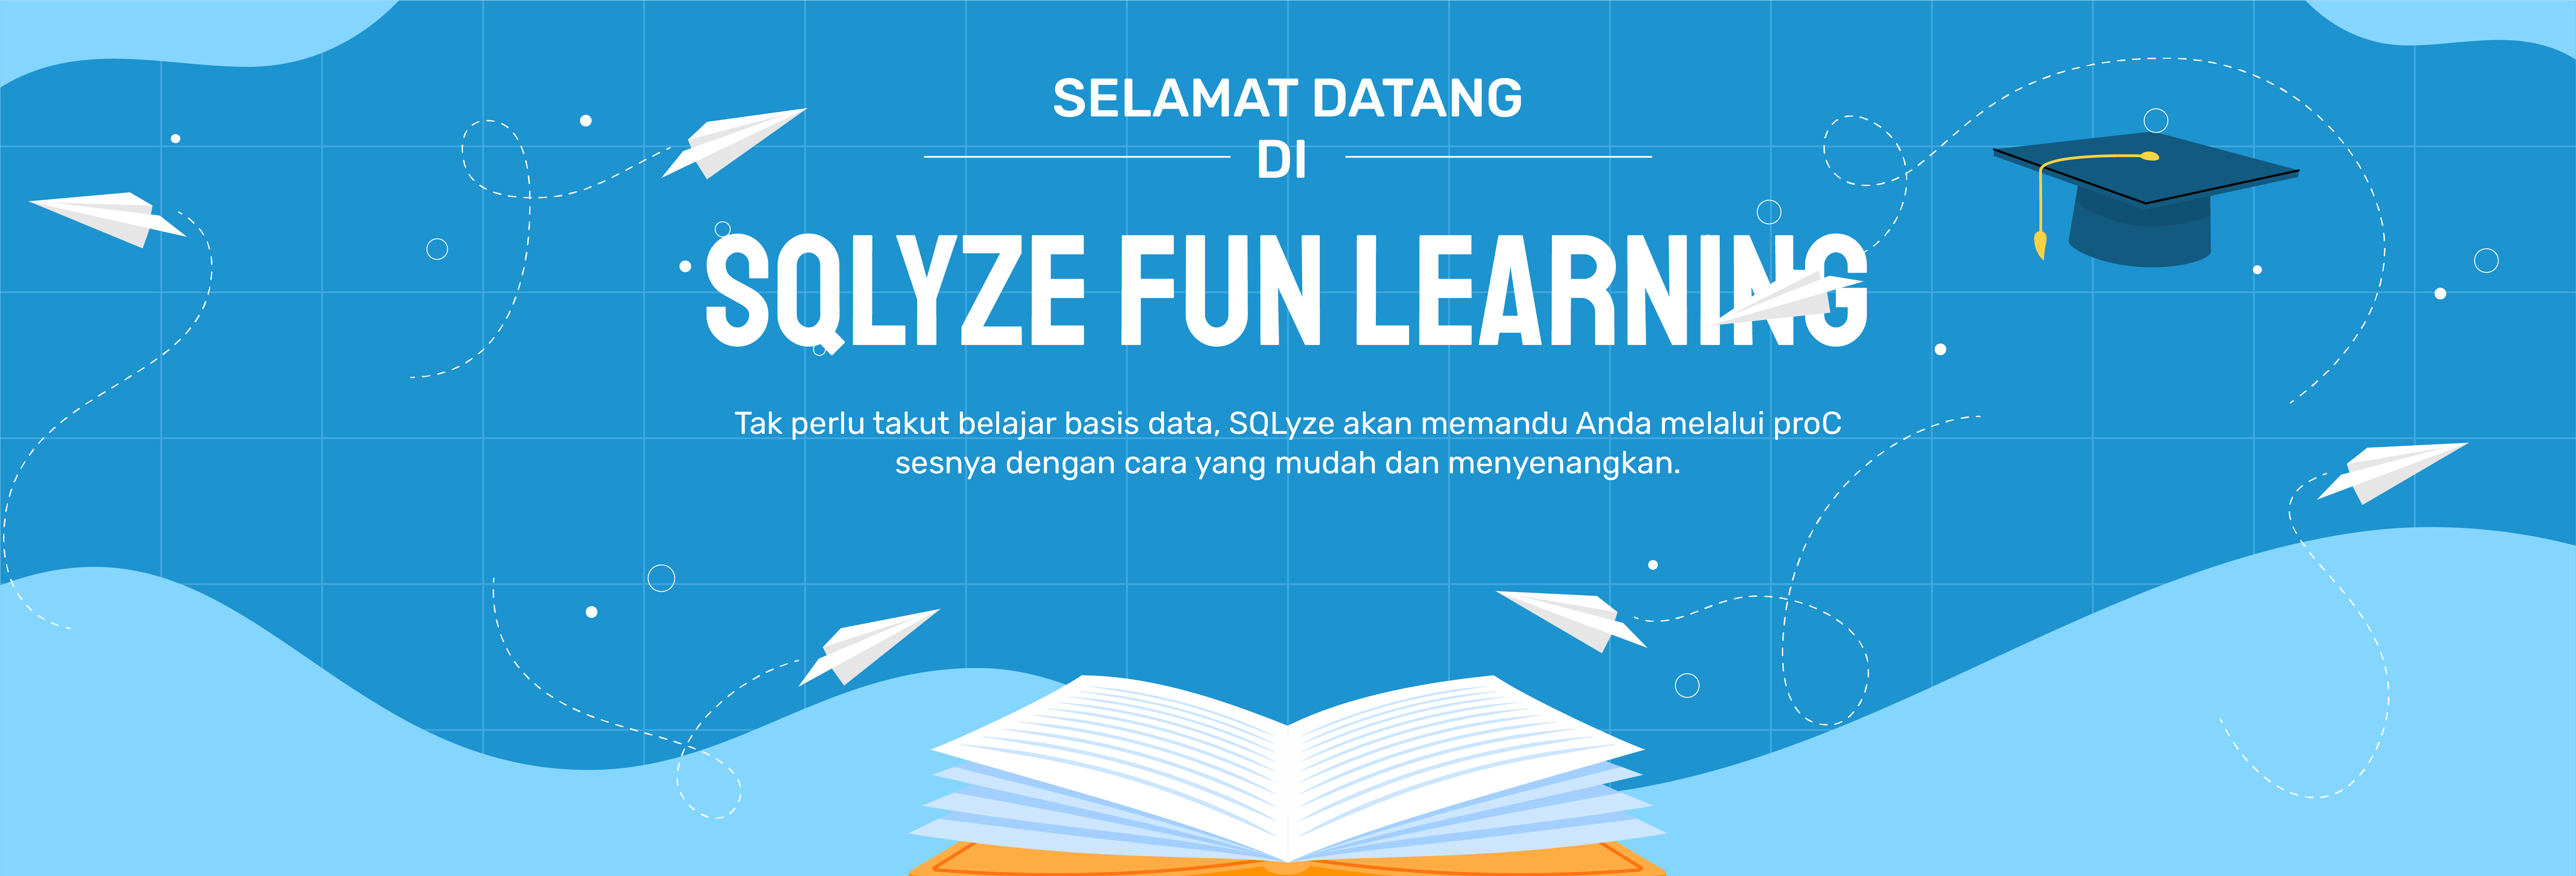 SELAMAT DATANG
DI
SQLYZE FUN LEARNING
Tak perlu takut belajar basis data, SQLyze akan memandu Anda melalui proC
sesnya dengan cara yang mudah dan menyenangkan.